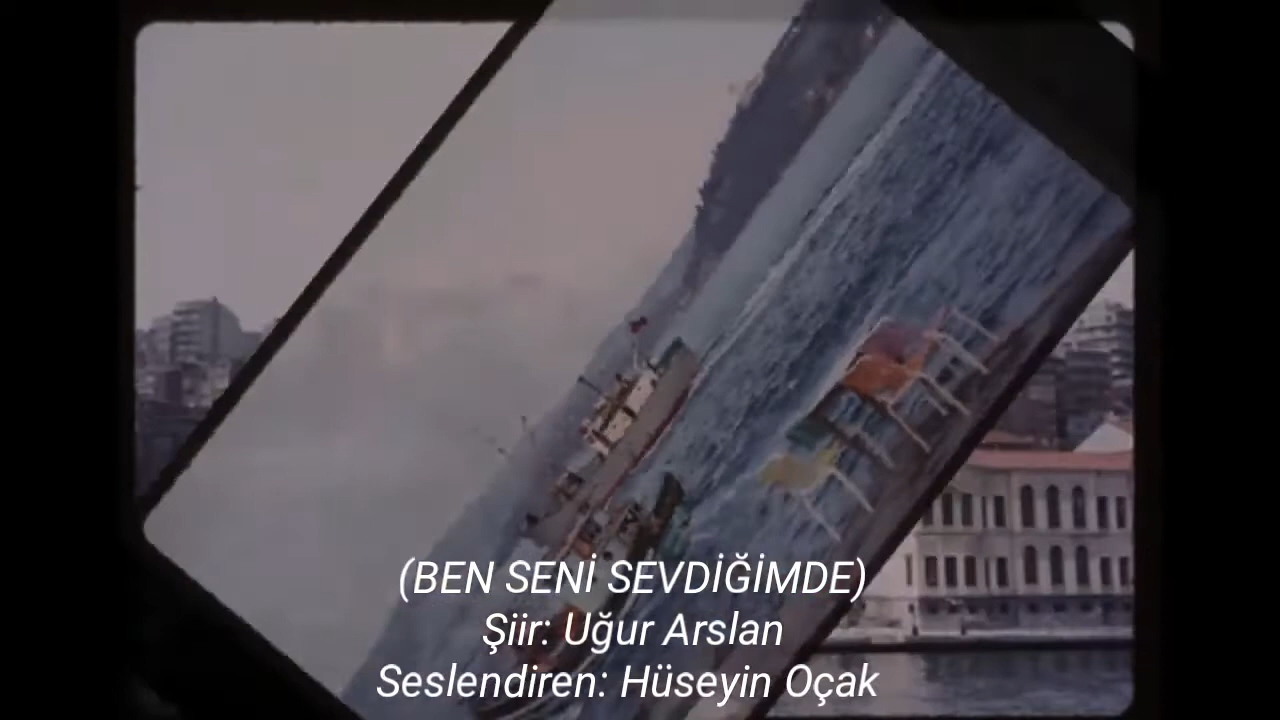 (BEN SENİ SEVDİĞİMDE)
Şiir: Uğur Arslan
Seslendiren: Hüseyin Oçak